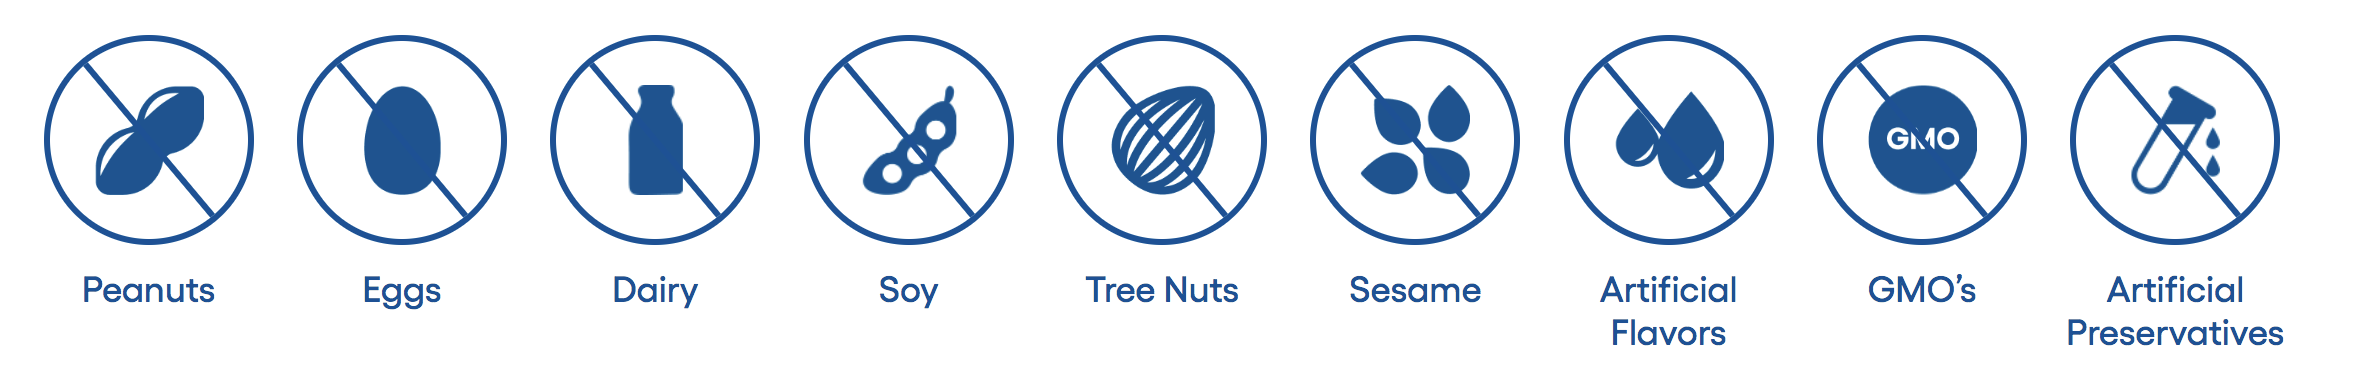 GMO
Peanuts
Eggs
Dairy
Soy
Tree Nuts
Sesame
Artificial
Flavors
GMO’s
Artificial
Preservatives